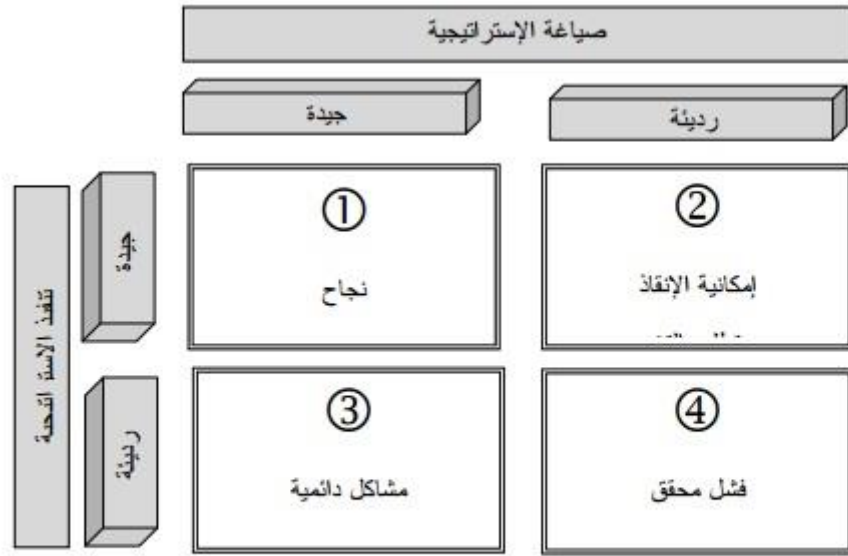 صياغة الإستراتيجية
جيدة
رديئة
تنفيذ الاستراتيجية
جيدة
①
نجاح
②
إمكانية الإنقاذ
رديئة
③
مشاكل دائمية
④
فشل محقق